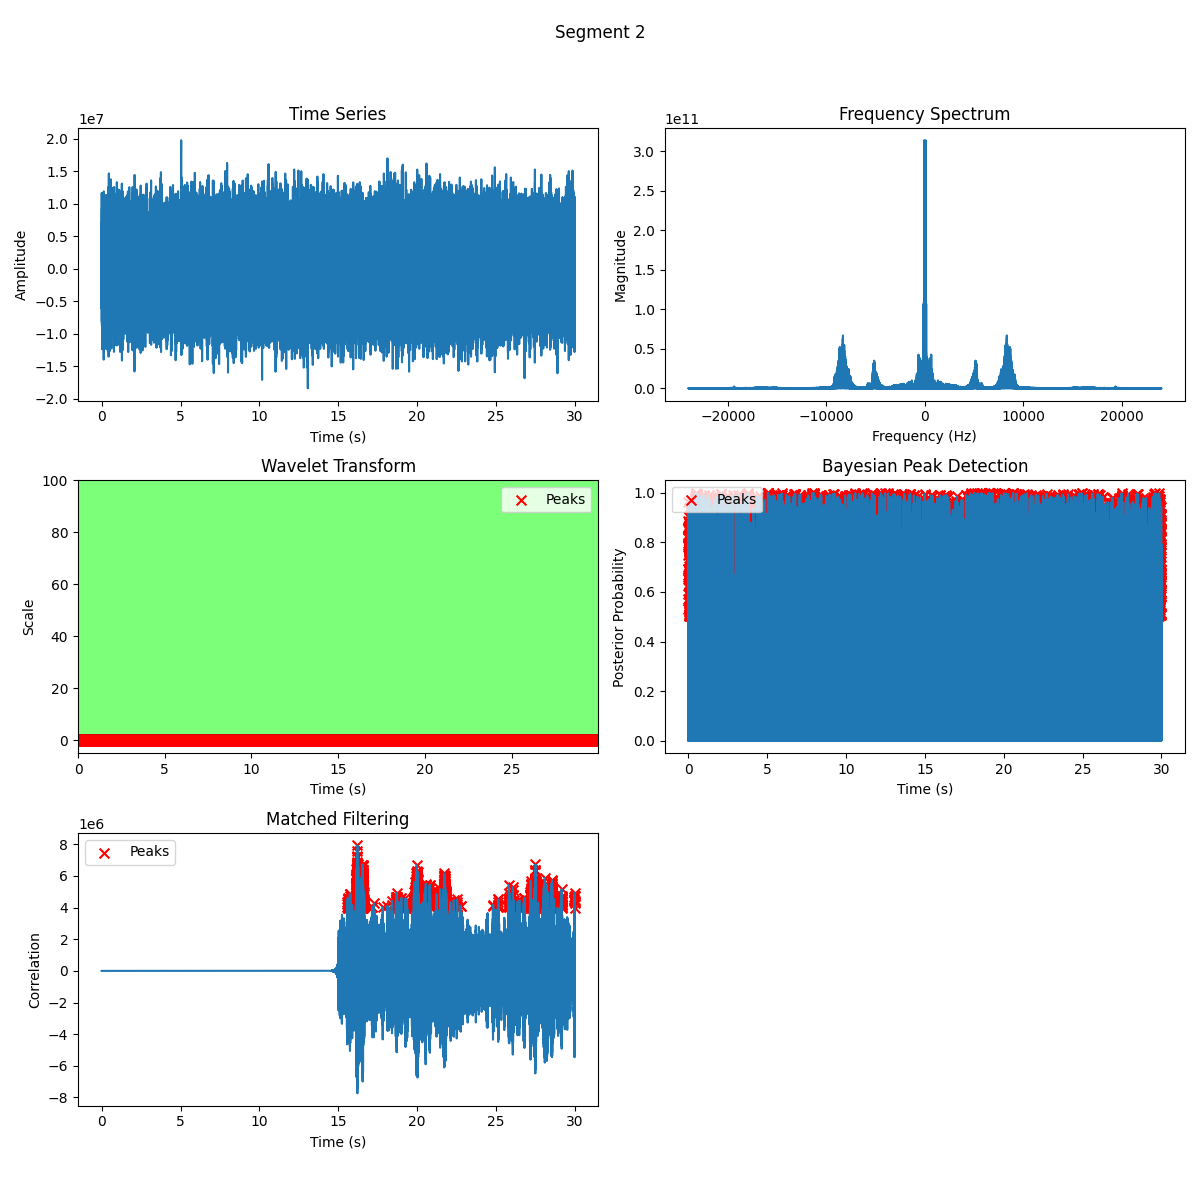 Segment 2
Time Series
1e7
2.0
1.5
1.0
0.5
0.0
−0.5
−1.0
−1.5
−2.0
Amplitude
0 5 10 15 20 25 30
Time (s)
Frequency Spectrum
1e11
3.0
2.5
2.0
1.5
1.0
0.5
0.0
Magnitude
−20000 −10000 0 10000 20000
Frequency (Hz)
Wavelet Transform
Peaks
100
80
60
40
20
0
Scale
0 5 10 15 20 25
Time (s)
Bayesian Peak Detection
Peaks
1.0
0.8
0.6
0.4
0.2
0.0
Posterior Probability
0 5 10 15 20 25 30
Time (s)
Matched Filtering
1e6
Peaks
8
6
4
2
0
−2
−4
−6
−8
Correlation
0 5 10 15 20 25 30
Time (s)